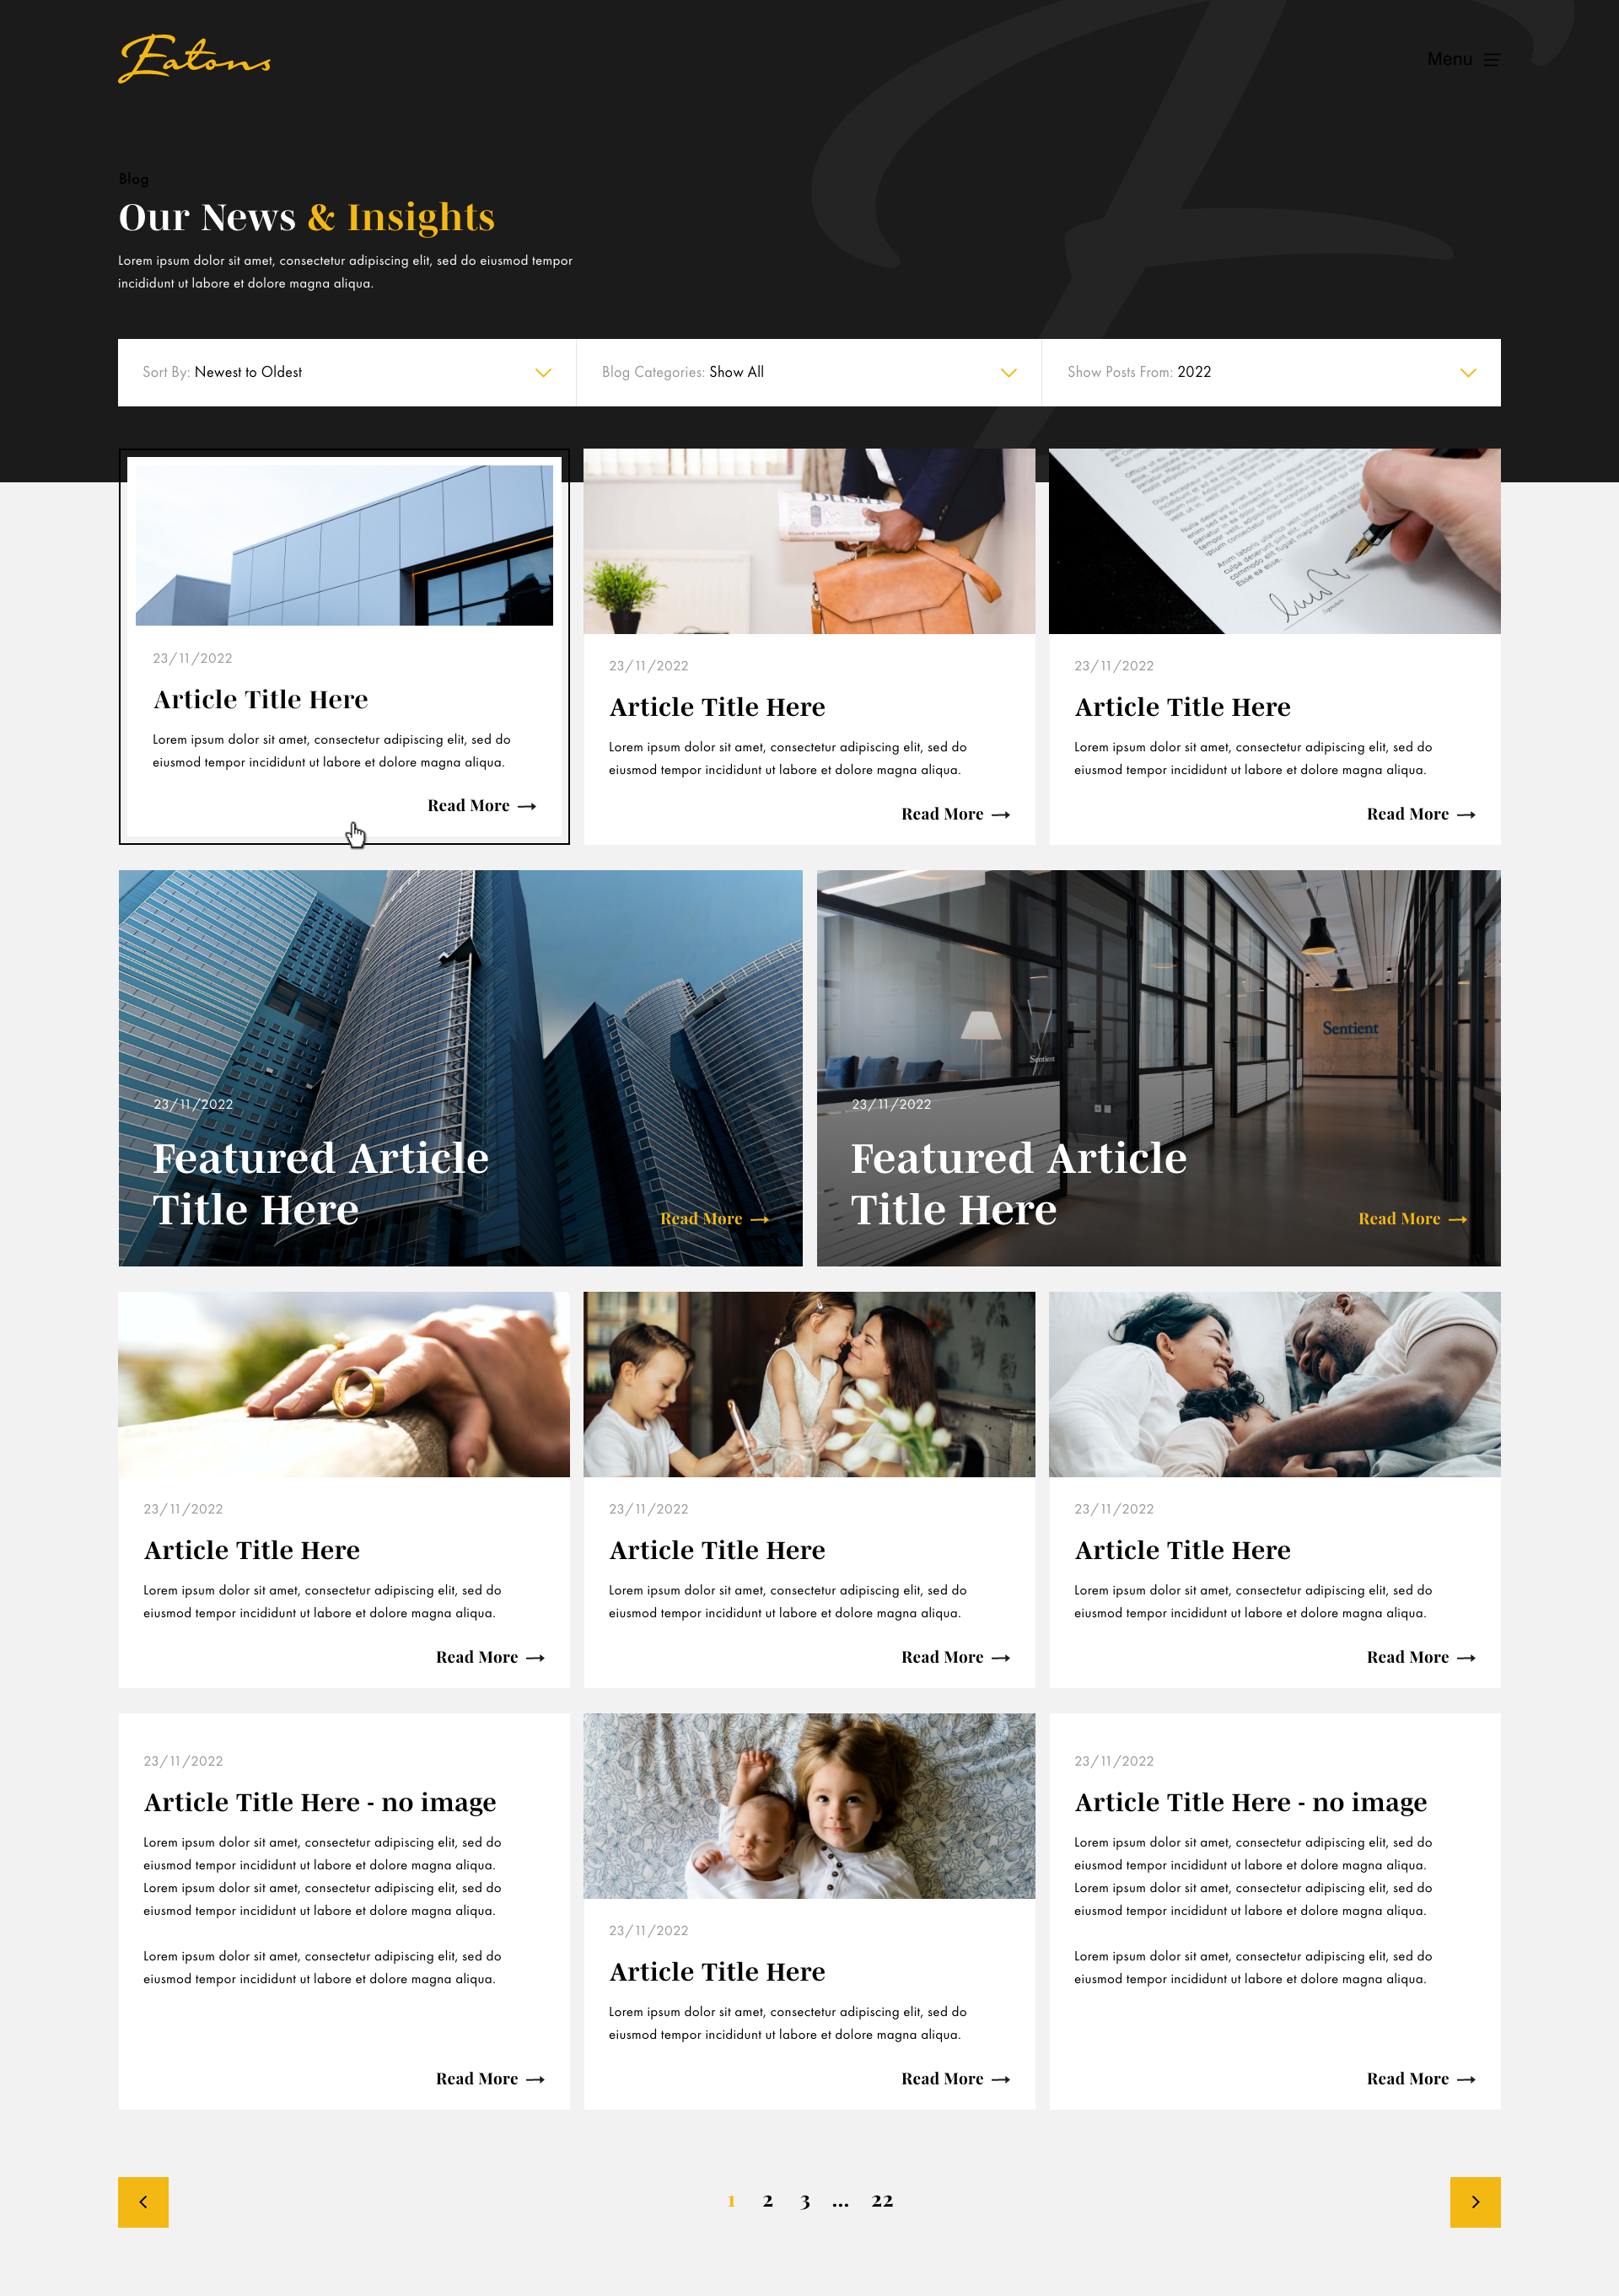 Eatons
Menu
Blog
Our News & Insights
Lorem ipsum dolor sit amet, consectetur adipiscing elit, sed do eiusmod tempor
incididunt ut labore et dolore magna aliqua.
Sort By: Newest to Oldest
Blog Categories: Show All
Show Posts From: 2022
23/11/2022
Article Title Here
Lorem ipsum dolor sit amet, consectetur adipiscing elit, sed do
eiusmod tempor incididunt ut labore et dolore magna aliqua.
Read More
Busine
23/11/2022
Article Title Here
Lorem ipsum dolor sit amet, consectetur adipiscing elit, sed do
eiusmod tempor incididunt ut labore et dolore magna aliqua.
Read More
23/11/2022
Article Title Here
Lorem ipsum dolor sit amet, consectetur adipiscing elit, sed do
eiusmod tempor incididunt ut labore et dolore magna aliqua.
Read More
23/11/2022
Featured Article
Title Here
Read More
Sentient
Sentient
23/11/2022
Featured Article
Title Here
Read More
23/11/2022
Article Title Here
Lorem ipsum dolor sit amet, consectetur adipiscing elit, sed do
eiusmod tempor incididunt ut labore et dolore magna aliqua.
Read More
23/11/2022
Article Title Here
Lorem ipsum dolor sit amet, consectetur adipiscing elit, sed do
eiusmod tempor incididunt ut labore et dolore magna aliqua.
Read More
23/11/2022
Article Title Here
Lorem ipsum dolor sit amet, consectetur adipiscing elit, sed do
eiusmod tempor incididunt ut labore et dolore magna aliqua.
Read More
23/11/2022
Article Title Here - no image
Lorem ipsum dolor sit amet, consectetur adipiscing elit, sed do
eiusmod tempor incididunt ut labore et dolore magna aliqua.
Lorem ipsum dolor sit amet, consectetur adipiscing elit, sed do
eiusmod tempor incididunt ut labore et dolore magna aliqua.
Lorem ipsum dolor sit amet, consectetur adipiscing elit, sed do
eiusmod tempor incididunt ut labore et dolore magna aliqua.
Read More
23/11/2022
Article Title Here
Lorem ipsum dolor sit amet, consectetur adipiscing elit, sed do
eiusmod tempor incididunt ut labore et dolore magna aliqua.
Read More
23/11/2022
Article Title Here - no image
Lorem ipsum dolor sit amet, consectetur adipiscing elit, sed do
eiusmod tempor incididunt ut labore et dolore magna aliqua.
Lorem ipsum dolor sit amet, consectetur adipiscing elit, sed do
eiusmod tempor incididunt ut labore et dolore magna aliqua.
Lorem ipsum dolor sit amet, consectetur adipiscing elit, sed do
eiusmod tempor incididunt ut labore et dolore magna aliqua.
Read More
1 2 3 ... 22